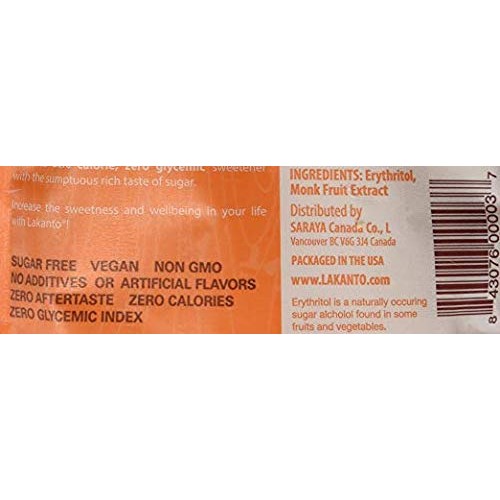 calorie, zero glycemic sweetener
with the sumptuous rich taste of sugar.
Increase the sweetness and wellbeing in your life
with Lakanto®!
SUGAR FREE VEGAN NON GMO
NO ADDITIVES OR ARTIFICIAL FLAVORS
ZERO AFTERTASTE ZERO CALORIES
ZERO GLYCEMIC INDEX
INGREDIENTS: Erythritol,
Monk Fruit Extract
Distributed by
SARAYA Canada Co., L
Vancouver BC V6G 3J4 Canada
PACKAGED IN THE USA
www.LAKANTO.com
Erythritol is a naturally occuring
sugar alcholol found in some
fruits and vegetables.
8 43076 00003 7